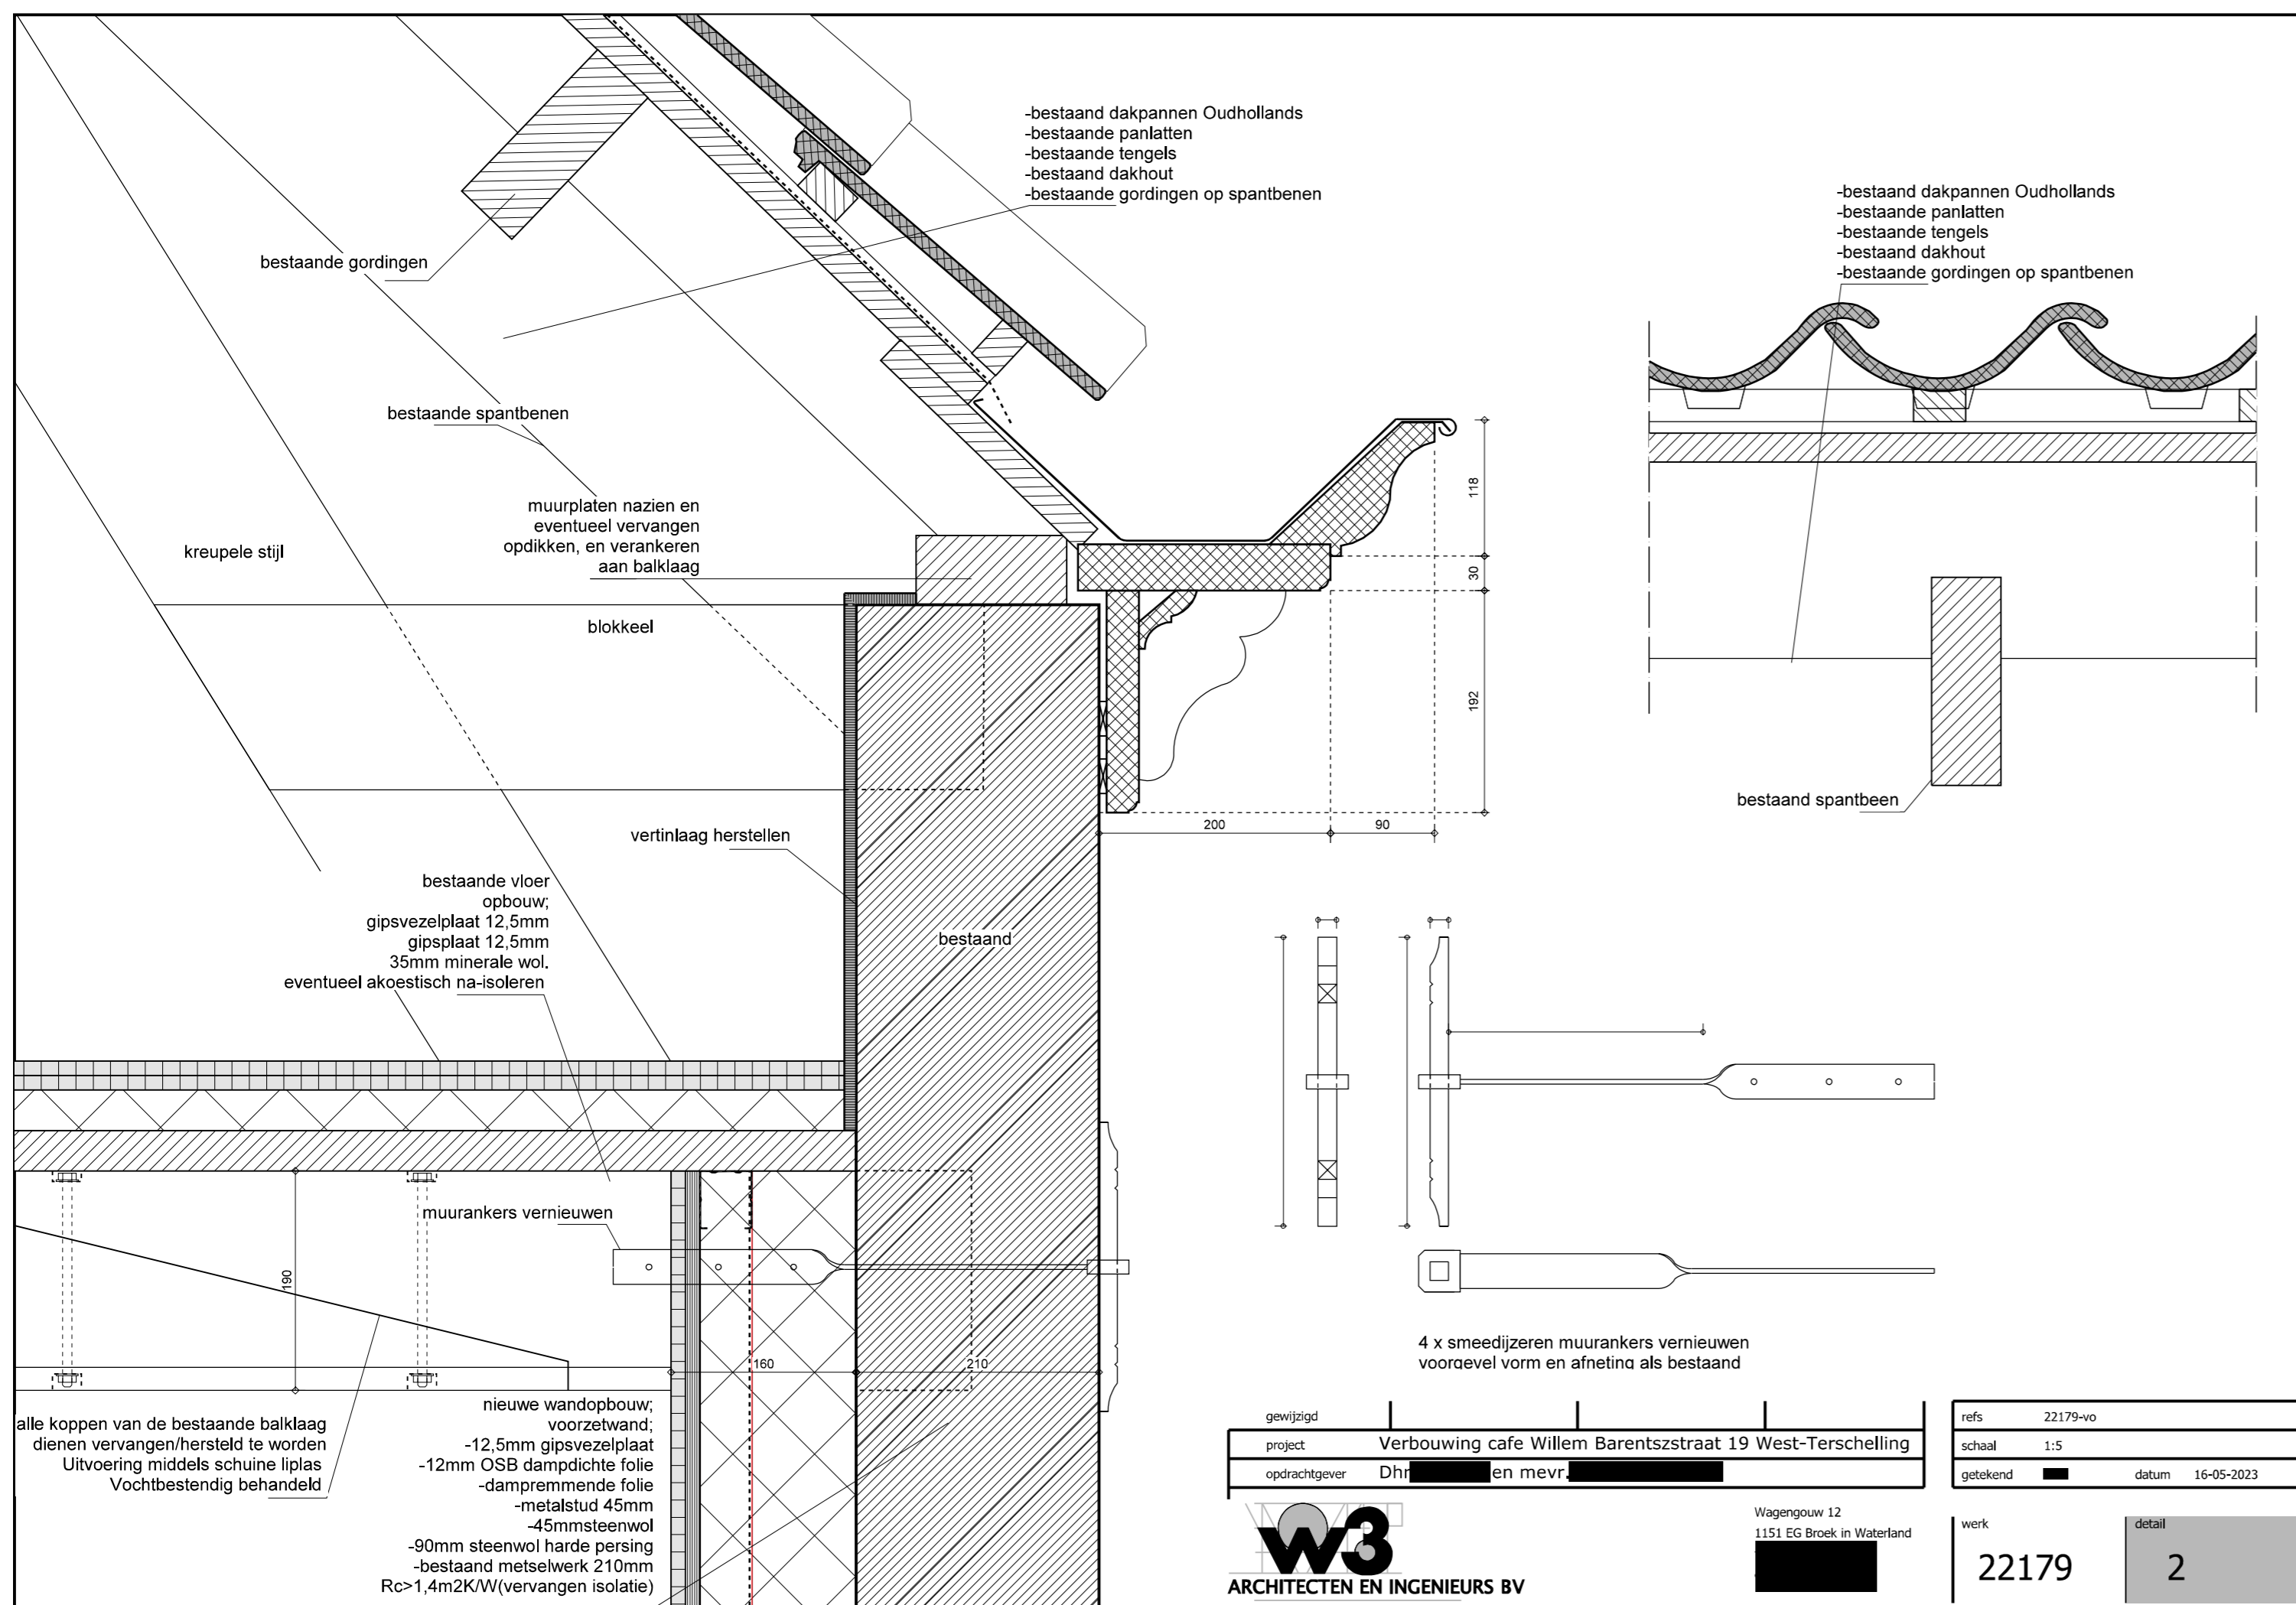 -bestaand dakpannen Oudhollands
-bestaande panlatten
-bestaande tengels
-bestaand dakhout
-bestaande gordingen op spantbenen
-bestaand dakpannen Oudhollands
-bestaande panlatten
-bestaande tengels
-bestaand dakhout
-bestaande gordingen op spantbenen
bestaande gordingen
bestaande spantbenen
muurplaten nazien en
eventueel vervangen
opdikken, en verankeren
aan balklaag
kreupele stijl
blokkeel
118
30
192
200
90
bestaand spantbeen
vertinlaag herstellen
bestaande vloer
opbouw;
gipsvezelplaat 12,5mm
gipsplaat 12,5mm
35mm minerale wol.
eventueel akoestisch na-isoleren
bestaand
muurankers vernieuwen
190
160
210
alle koppen van de bestaande balklaag
dienen vervangen/hersteld te worden
Uitvoering middels schuine liplas
Vochtbestendig behandeld
nieuwe wandopbouw;
voorzetwand;
-12,5mm gipsvezelplaat
-12mm OSB dampdichte folie
-dampremmende folie
-metalstud 45mm
-45mmsteenwol
-90mm steenwol harde persing
-bestaand metselwerk 210mm
Rc>1,4m2K/W(vervangen isolatie)
4 x smeedijzeren muurankers vernieuwen
voorgevel vorm en afneting als bestaand
gewijzigd
project Verbouwing cafe Willem Barentszstraat 19 West-Terschelling
opdrachtgever Dhr en mevr.
refs 22179-vo
schaal 1:5
getekend datum 16-05-2023
w3
ARCHITECTEN EN INGENIEURS BV
Wagengouw 12
1151 EG Broek in Waterland
werk
22179
detail
2